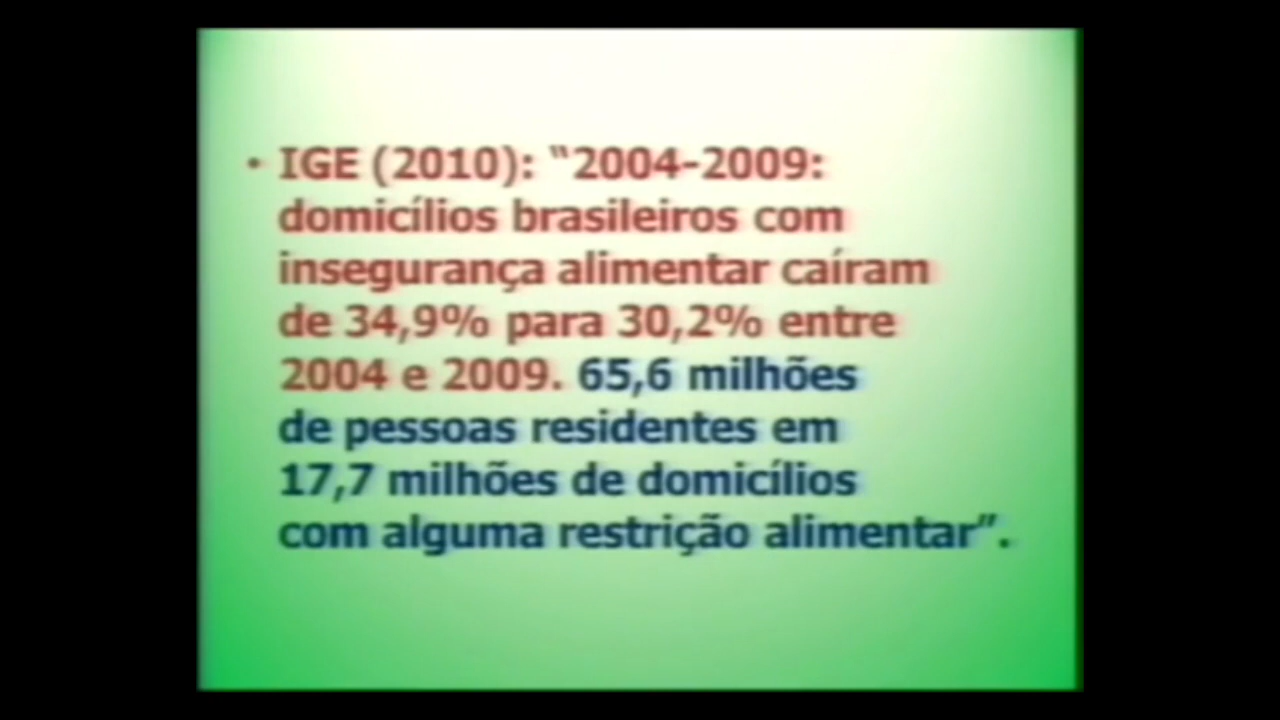 • IGE (2010): “2004-2009:
domicílios brasileiros com
insegurança alimentar caíram
de 34,9% para 30,2% entre
2004 e 2009. 65,6 milhões
de pessoas residentes em
17,7 milhões de domicílios
com alguma restrição alimentar”.